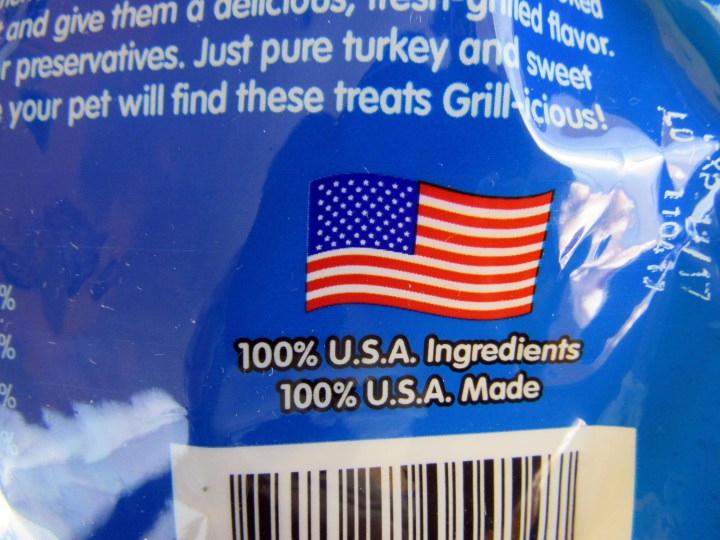 and give them a delicious, fresh-grilled flavor.
preservatives. Just pure turkey and sweet
your pet will find these treats Grill-icious!
100% U.S.A. Ingredients
100% U.S.A. Made
%
%
%
%